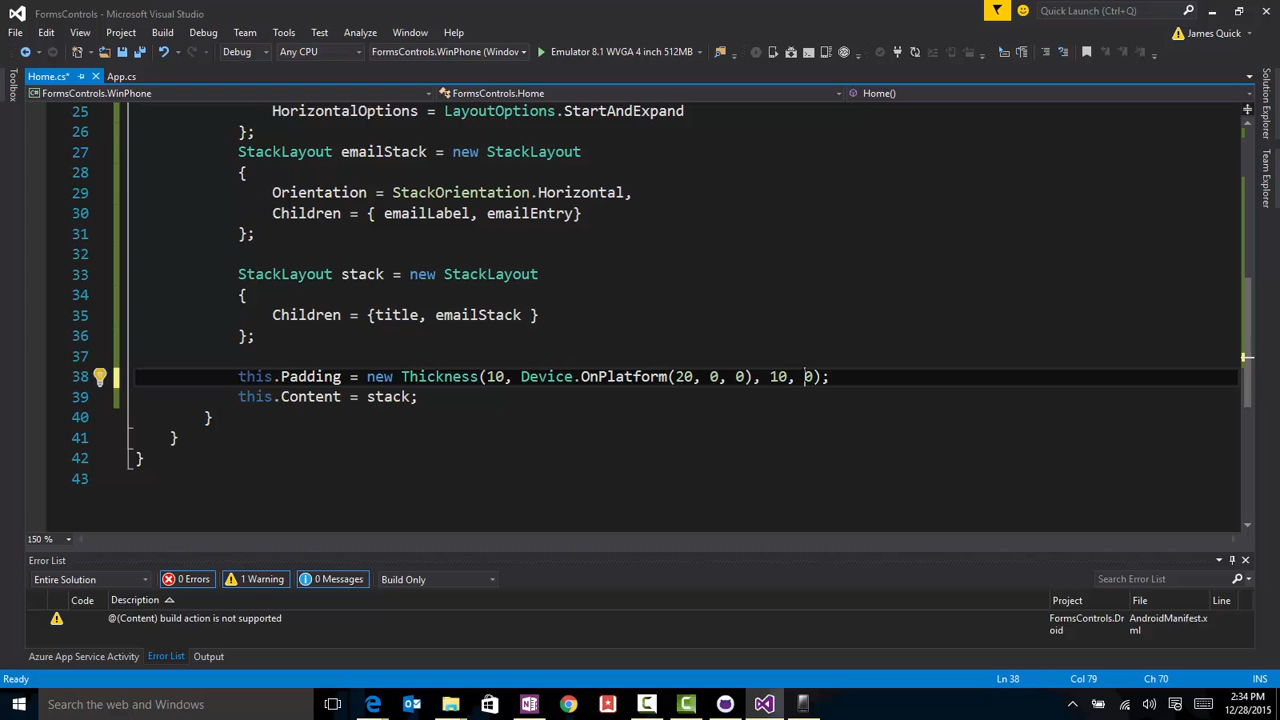 FormsControls - Microsoft Visual Studio
Quick Launch (Ctrl+Q)
File Edit View Project Build Debug Team Tools Test Analyze Window Help
James Quick
Debug Any CPU FormsControls.WinPhone (Window Emulator 8.1 WVGA 4 inch 512MB
Home.cs* App.cs
FormsControls.WinPhone FormsControls.Home Home()
Toolbox
Solution Explorer
Team Explorer
25 HorizontalOptions = LayoutOptions.StartAndExpand
26 };
27 StackLayout emailStack = new StackLayout
28 {
29 Orientation = StackOrientation.Horizontal,
30 Children = { emailLabel, emailEntry}
31 };
32
33 StackLayout stack = new StackLayout
34 {
35 Children = {title, emailStack }
36 };
37
38 this.Padding = new Thickness(10, Device.OnPlatform(20, 0, 0), 10, 0);
39 this.Content = stack;
40 }
41 }
42 }
43
150 %
Error List
Entire Solution 0 Errors 1 Warning 0 Messages Build Only Search Error List
Code Description Project File Line
@(Content) build action is not supported FormsControls.Dr AndroidManifest.x
oid ml
Azure App Service Activity Error List Output
Ready Ln 38 Col 79 Ch 70 INS
Search the web and Windows
2:34 PM
12/28/2015